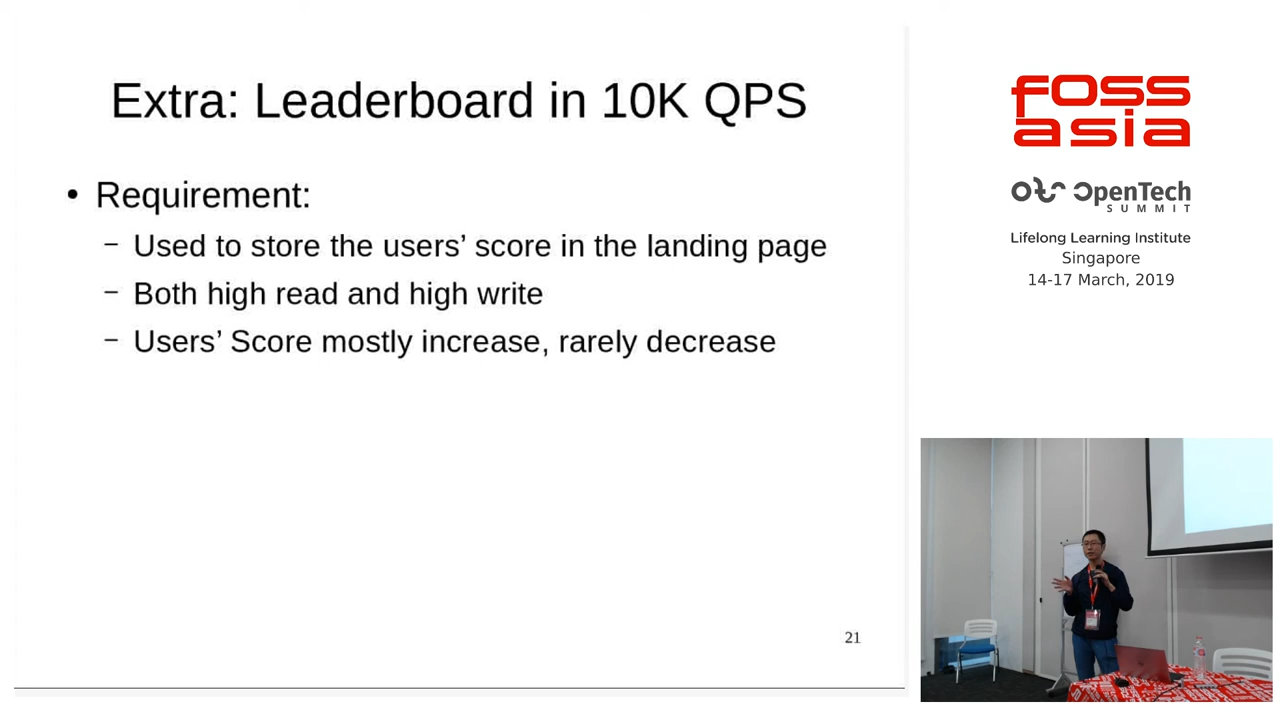 Extra: Leaderboard in 10K QPS
• Requirement:
– Used to store the users’ score in the landing page
– Both high read and high write
– Users’ Score mostly increase, rarely decrease
21
FOSS
asia
OpenTech
SUMMIT
Lifelong Learning Institute
Singapore
14-17 March, 2019